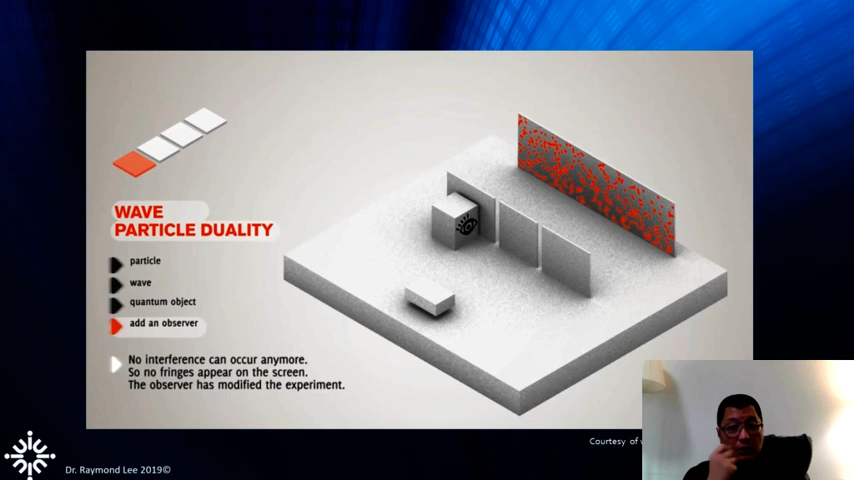 WAVE
PARTICLE DUALITY
particle
wave
quantum object
add an observer
No interference can occur anymore.
So no fringes appear on the screen.
The observer has modified the experiment.
Courtesy of
Dr. Raymond Lee 2019©